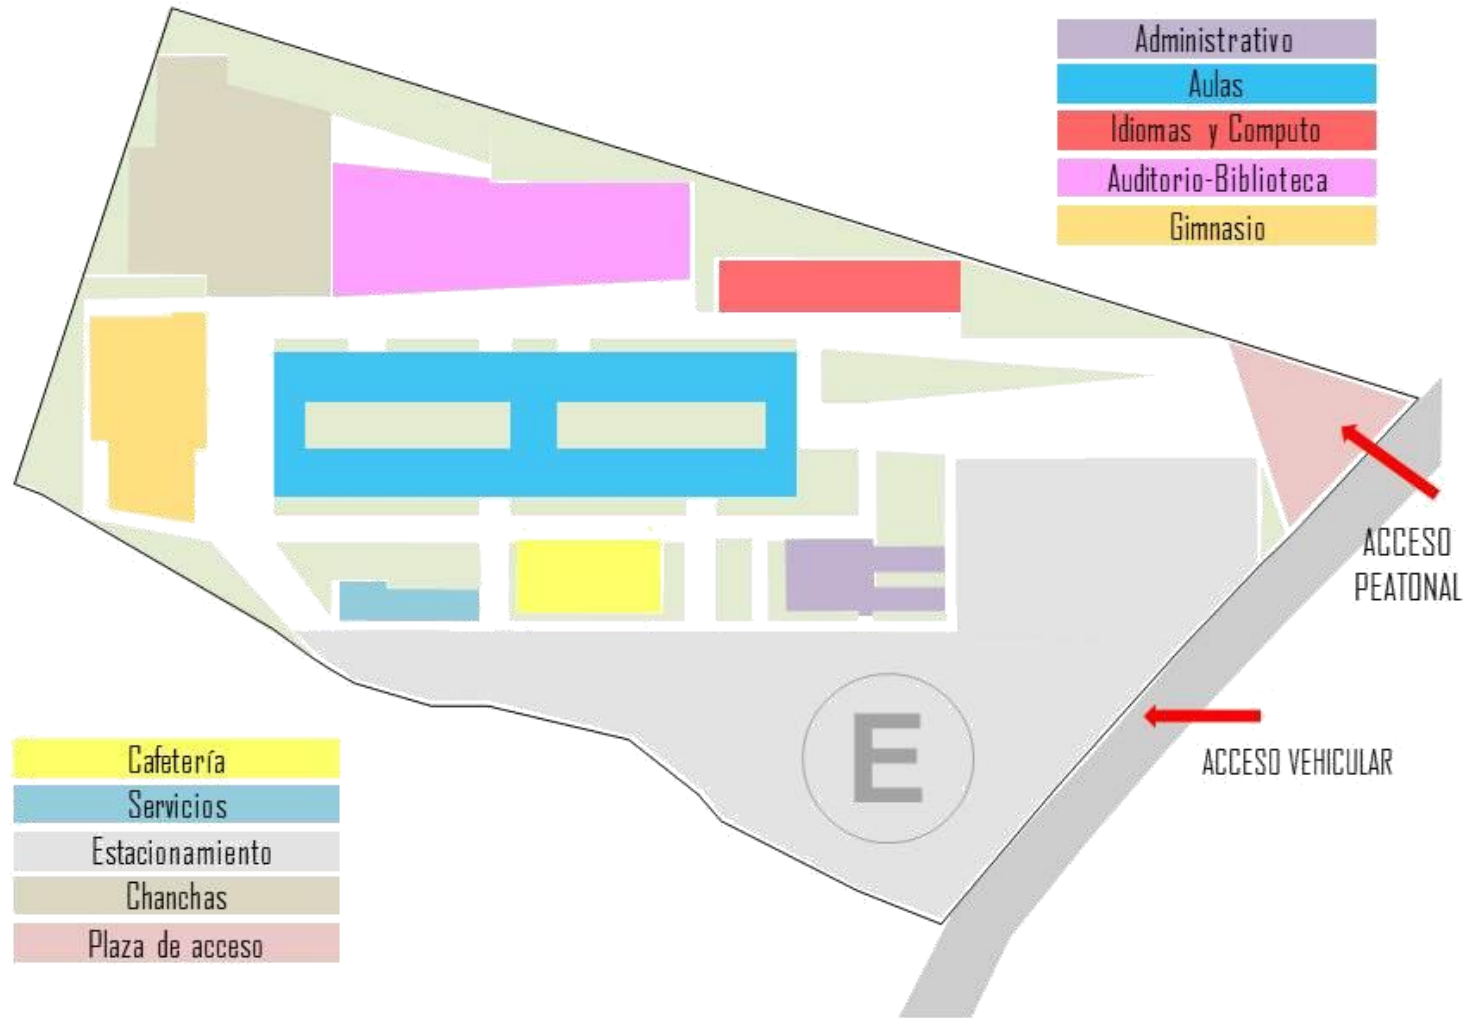 Administrativo
Aulas
Idiomas y Computo
Auditorio-Biblioteca
Gimnasio
ACCESO
PEATONAL
E
ACCESO VEHICULAR
Cafetería
Servicios
Estacionamiento
Chanchas
Plaza de acceso